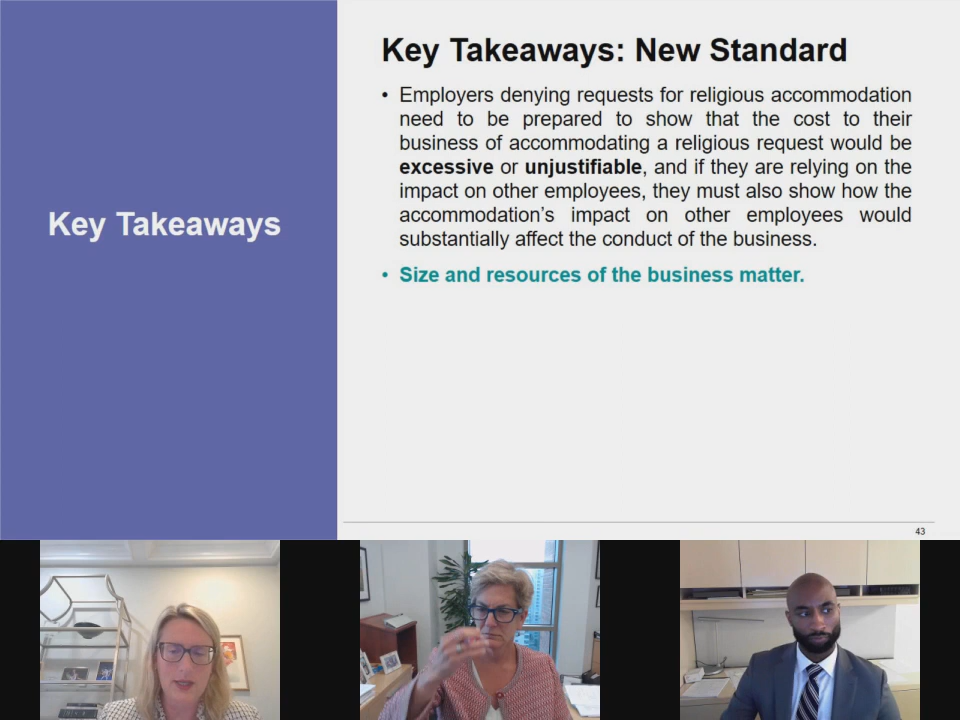 Key Takeaways
Key Takeaways: New Standard
• Employers denying requests for religious accommodation
need to be prepared to show that the cost to their
business of accommodating a religious request would be
excessive or unjustifiable, and if they are relying on the
impact on other employees, they must also show how the
accommodation’s impact on other employees would
substantially affect the conduct of the business.
• Size and resources of the business matter.
43